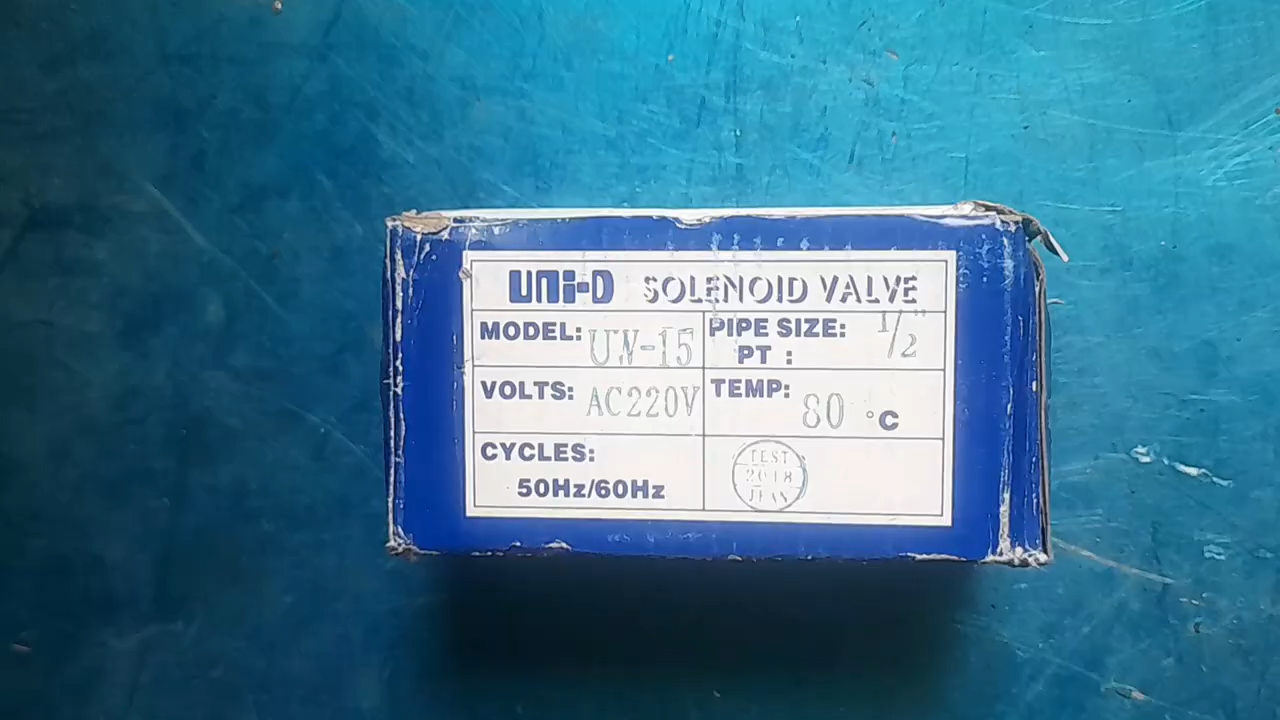 UNI-D SOLENOID VALVE
MODEL: UW-15
PIPE SIZE: 1/2"
PT :
VOLTS: AC220V
TEMP: 80 °C
CYCLES:
50Hz/60Hz
TEST
2018
JEAN